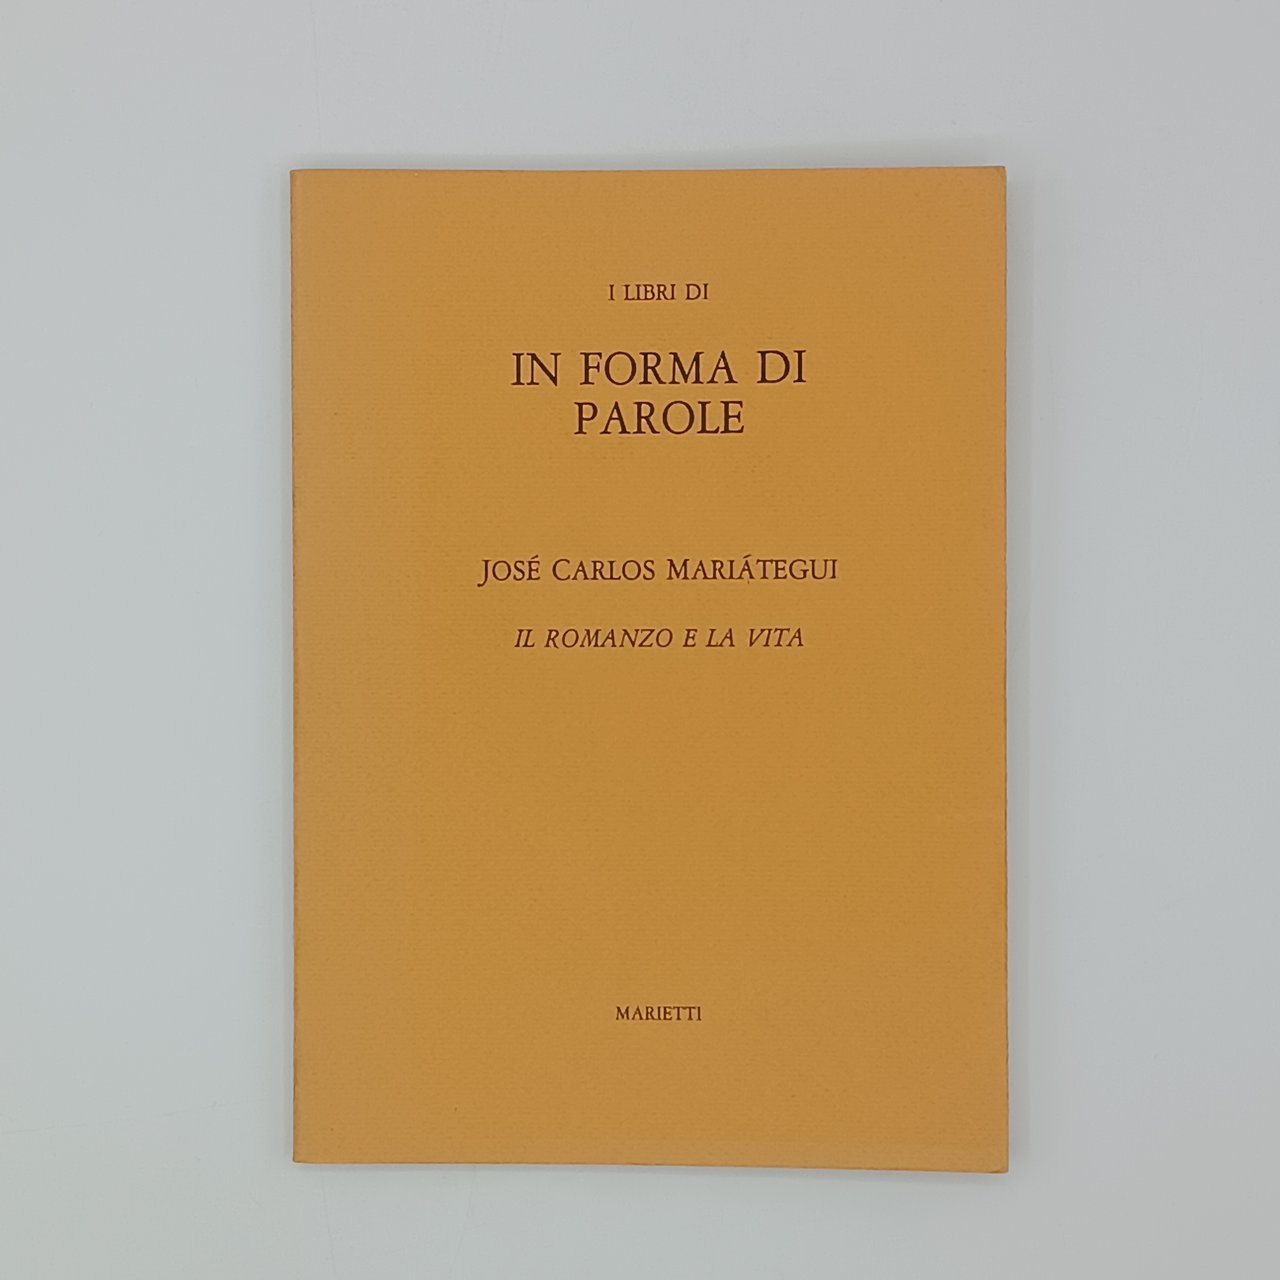 I LIBRI DI
IN FORMA DI
PAROLE
JOSÉ CARLOS MARIÁTEGUI
IL ROMANZO E LA VITA
MARIETTI